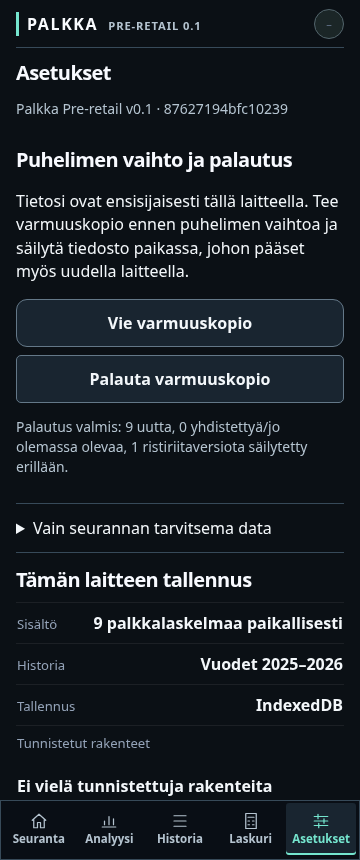 PALKKA PRE-RETAIL 0.1
Asetukset
Palkka Pre-retail v0.1 · 87627194bfc10239
Puhelimen vaihto ja palautus
Tietosi ovat ensisijaisesti tällä laitteella. Tee
varmuuskopio ennen puhelimen vaihtoa ja
säilytä tiedosto paikassa, johon pääset
myös uudella laitteella.
Vie varmuuskopio
Palauta varmuuskopio
Palautus valmis: 9 uutta, 0 yhdistettyä/jo
olemassa olevaa, 1 ristiriitaversiota säilytetty
erillään.
Vain seurannan tarvitsema data
Tämän laitteen tallennus
Sisältö 9 palkkalaskelmaa paikallisesti
Historia Vuodet 2025–2026
Tallennus IndexedDB
Tunnistetut rakenteet
Ei vielä tunnistettuja rakenteita
Seuranta Analyysi Historia Laskuri Asetukset